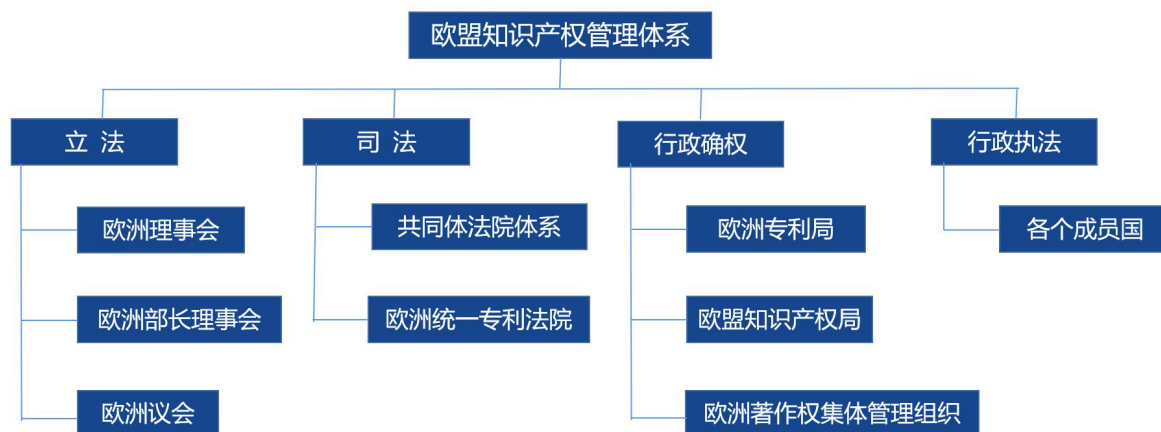 欧盟知识产权管理体系
立 法
司 法
行政确权
行政执法
欧洲理事会
共同体法院体系
欧洲专利局
各个成员国
欧洲部长理事会
欧洲统一专利法院
欧盟知识产权局
欧洲议会
欧洲著作权集体管理组织